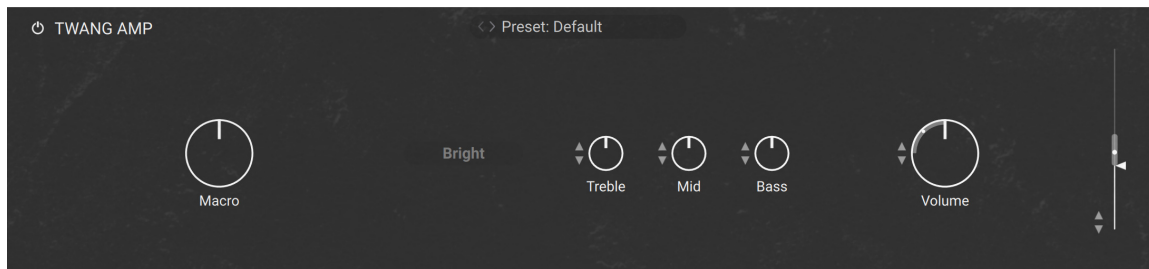 TWANG AMP
Preset: Default
Bright
Macro
Treble
Mid
Bass
Volume